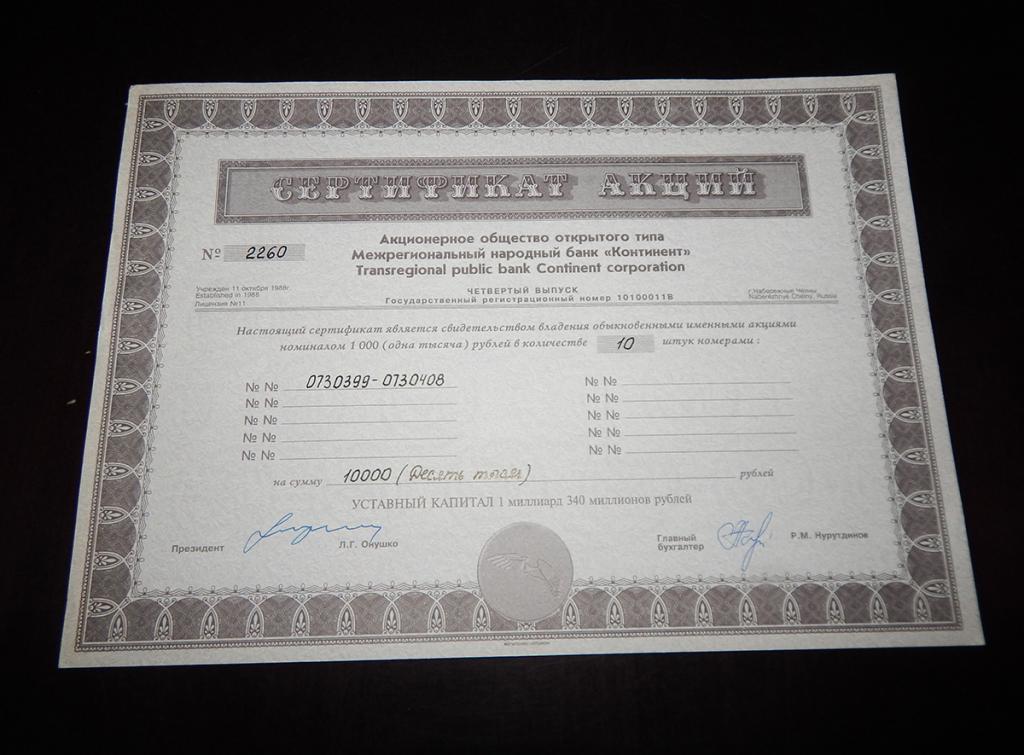 СЕРТИФИКАТ АКЦИЙ
№ 2260
Акционерное общество открытого типа
Межрегиональный народный банк «Континент»
Transregional public bank Continent corporation
Учрежден 11 октября 1988г.
Established in 1988
Лицензия №11
ЧЕТВЕРТЫЙ ВЫПУСК
Государственный регистрационный номер 10100011В
г.Набережные Челны
Naberezhnye Chelny, Russia
Настоящий сертификат является свидетельством владения обыкновенными именными акциями
номиналом 1 000 (одна тысяча) рублей в количестве 10 штук номерами:
№ № 0730399-0730408 № №
№ № № №
№ № № №
№ № № №
№ № № №
на сумму 10000 (Десять тысяч) рублей
УСТАВНЫЙ КАПИТАЛ 1 миллиард 340 миллионов рублей
Президент Л.Г. Онушко
Главный бухгалтер Р.М. Нурутдинов